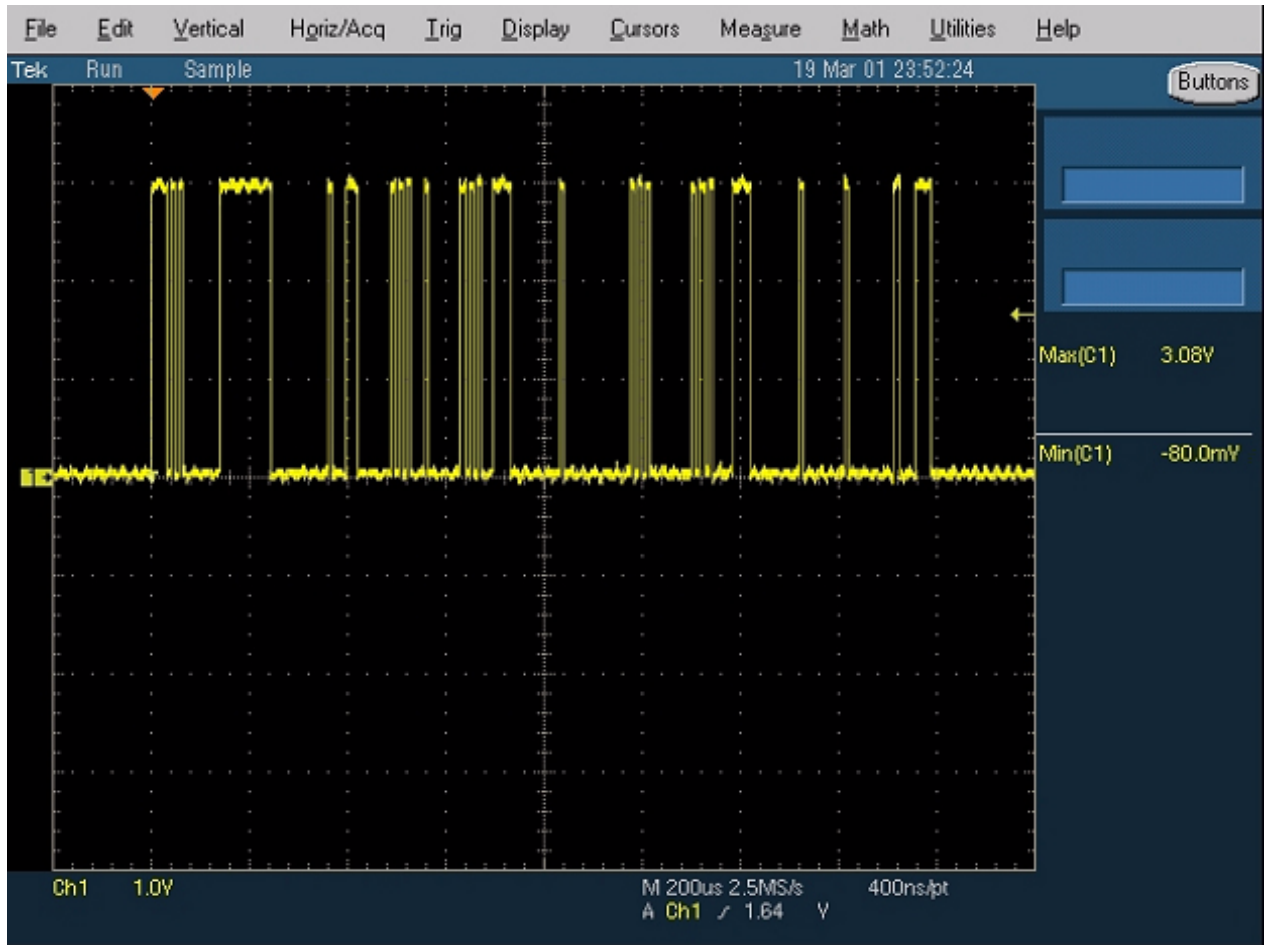 File Edit Vertical Horiz/Acq Trig Display Cursors Measure Math Utilities Help
Tek Run Sample 19 Mar 01 23:52:24
Buttons
Max(C1) 3.08V
Min(C1) -80.0mV
Ch1 1.0V M 200us 2.5MS/s 400ns/pt
A Ch1 1.64 V